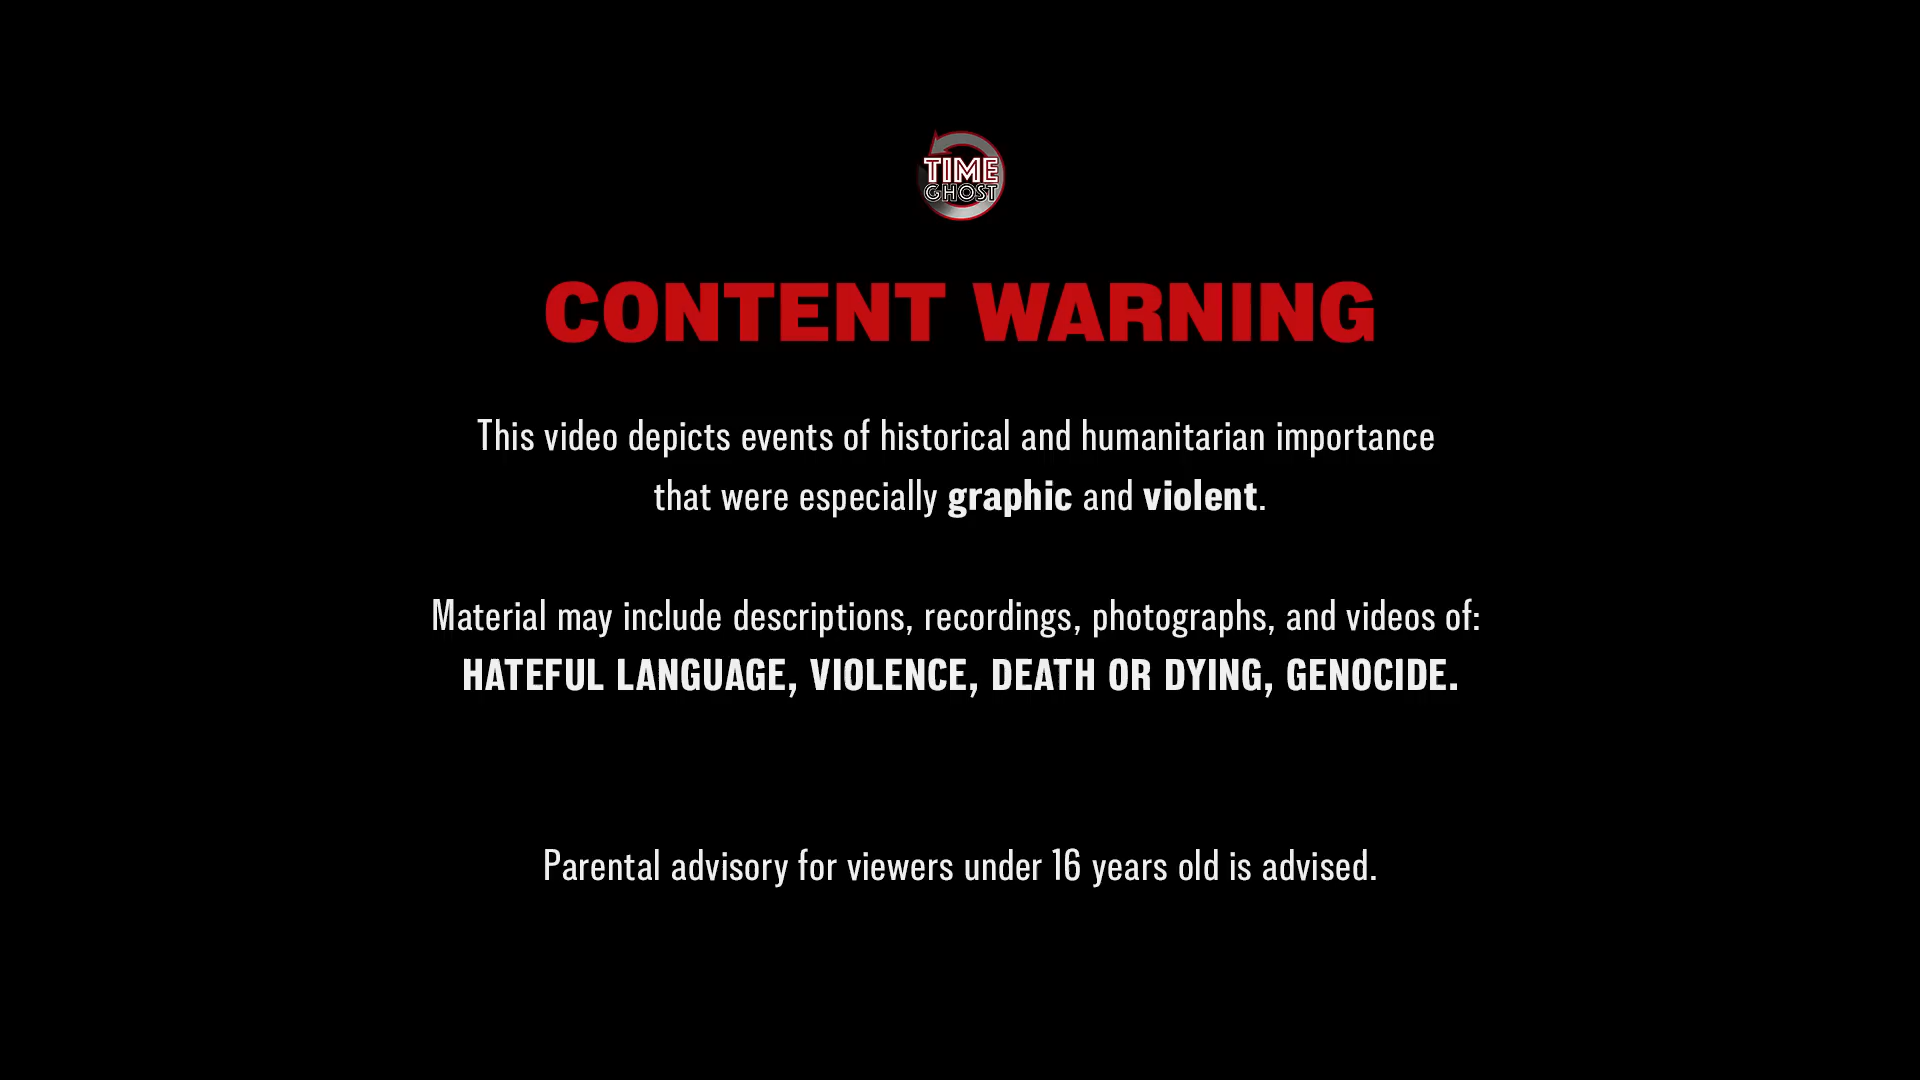 TIME
GHOST
CONTENT WARNING
This video depicts events of historical and humanitarian importance
that were especially graphic and violent.
Material may include descriptions, recordings, photographs, and videos of:
HATEFUL LANGUAGE, VIOLENCE, DEATH OR DYING, GENOCIDE.
Parental advisory for viewers under 16 years old is advised.